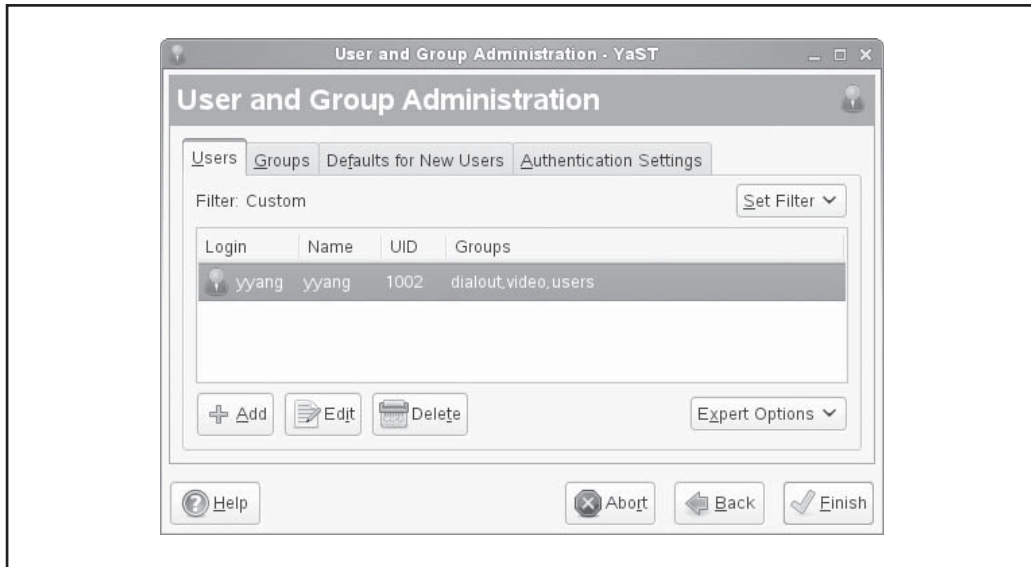 User and Group Administration - YaST
User and Group Administration
Users Groups Defaults for New Users Authentication Settings
Filter: Custom Set Filter
Login Name UID Groups
yyang yyang 1002 dialout,video,users
Add Edit Delete Expert Options
Help Abort Back Finish